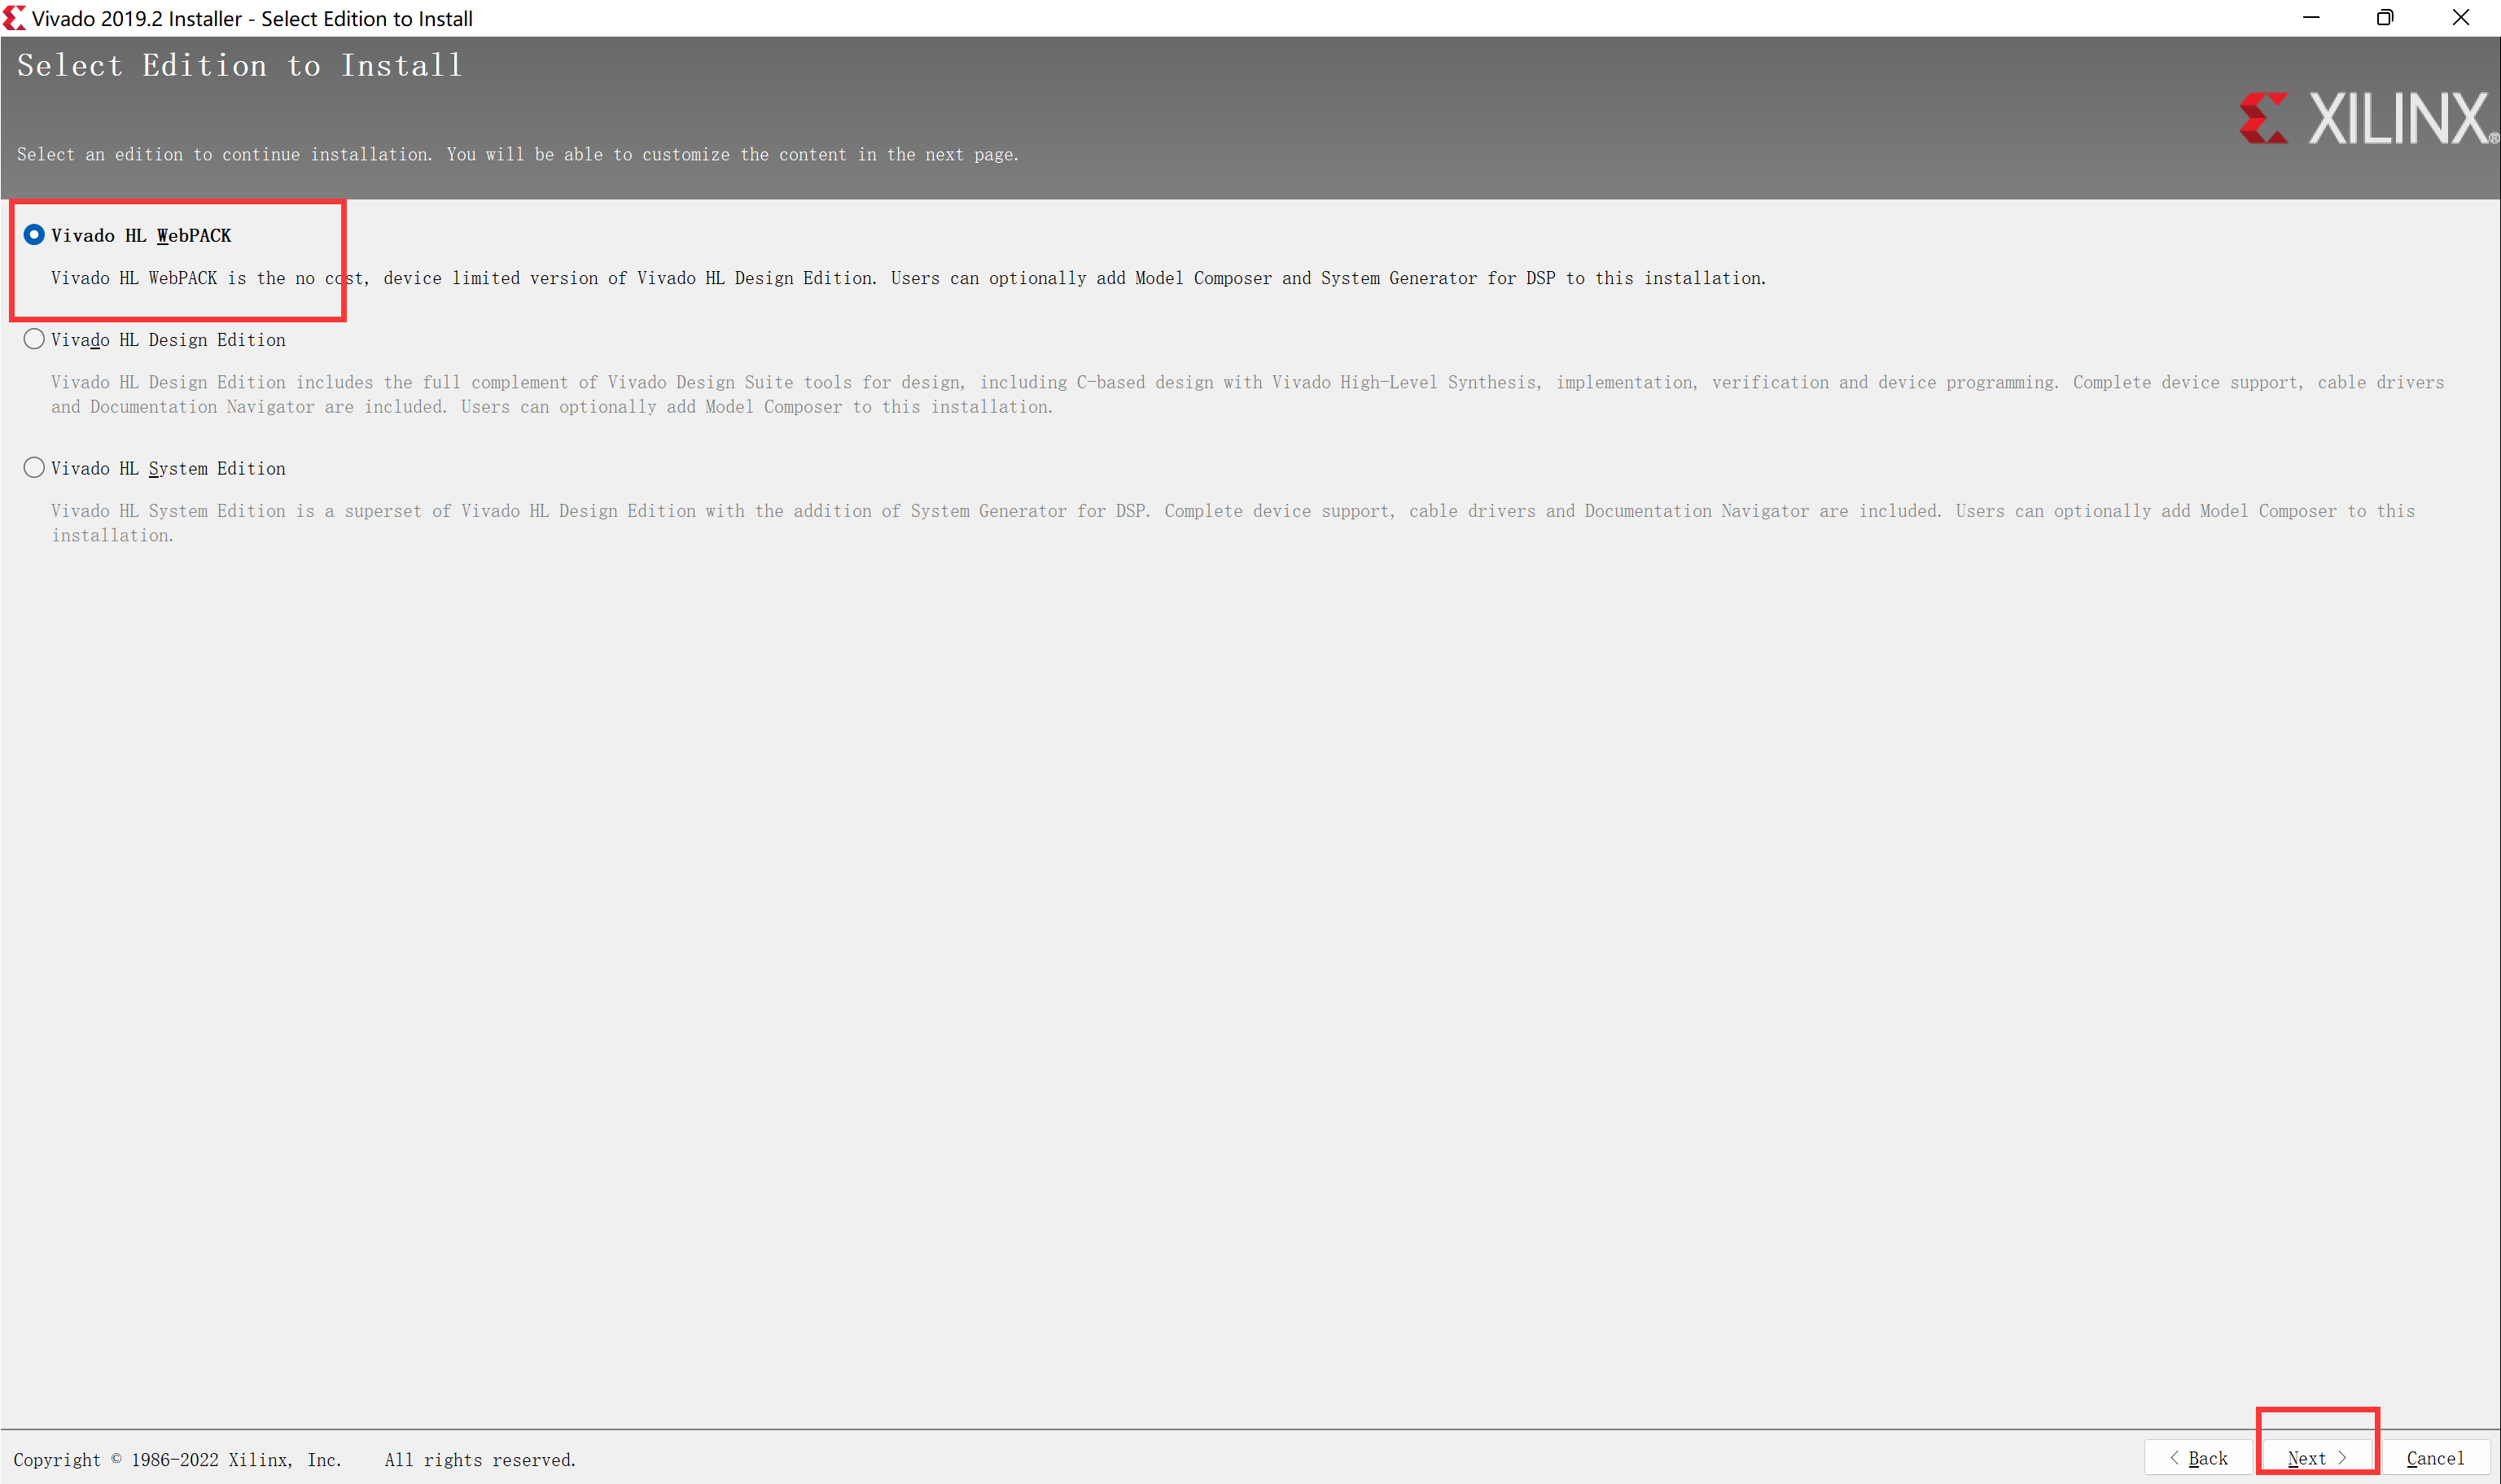 Vivado 2019.2 Installer - Select Edition to Install
Select Edition to Install
XILINX®
Select an edition to continue installation. You will be able to customize the content in the next page.
Vivado HL WebPACK
Vivado HL WebPACK is the no cost, device limited version of Vivado HL Design Edition. Users can optionally add Model Composer and System Generator for DSP to this installation.
Vivado HL Design Edition
Vivado HL Design Edition includes the full complement of Vivado Design Suite tools for design, including C-based design with Vivado High-Level Synthesis, implementation, verification and device programming. Complete device support, cable drivers
and Documentation Navigator are included. Users can optionally add Model Composer to this installation.
Vivado HL System Edition
Vivado HL System Edition is a superset of Vivado HL Design Edition with the addition of System Generator for DSP. Complete device support, cable drivers and Documentation Navigator are included. Users can optionally add Model Composer to this
installation.
Copyright © 1986-2022 Xilinx, Inc. All rights reserved.
< Back
Next >
Cancel